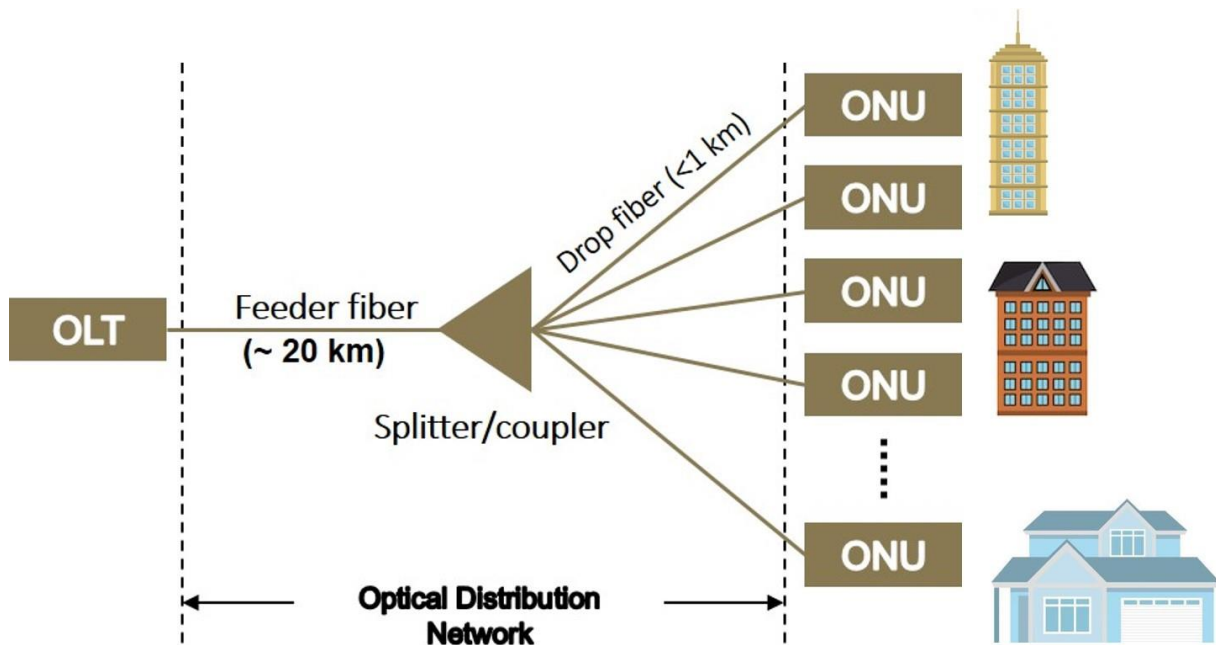 OLT
Feeder fiber
(~ 20 km)
Splitter/coupler
Drop fiber (<1 km)
ONU
ONU
ONU
ONU
ONU
Optical Distribution
Network